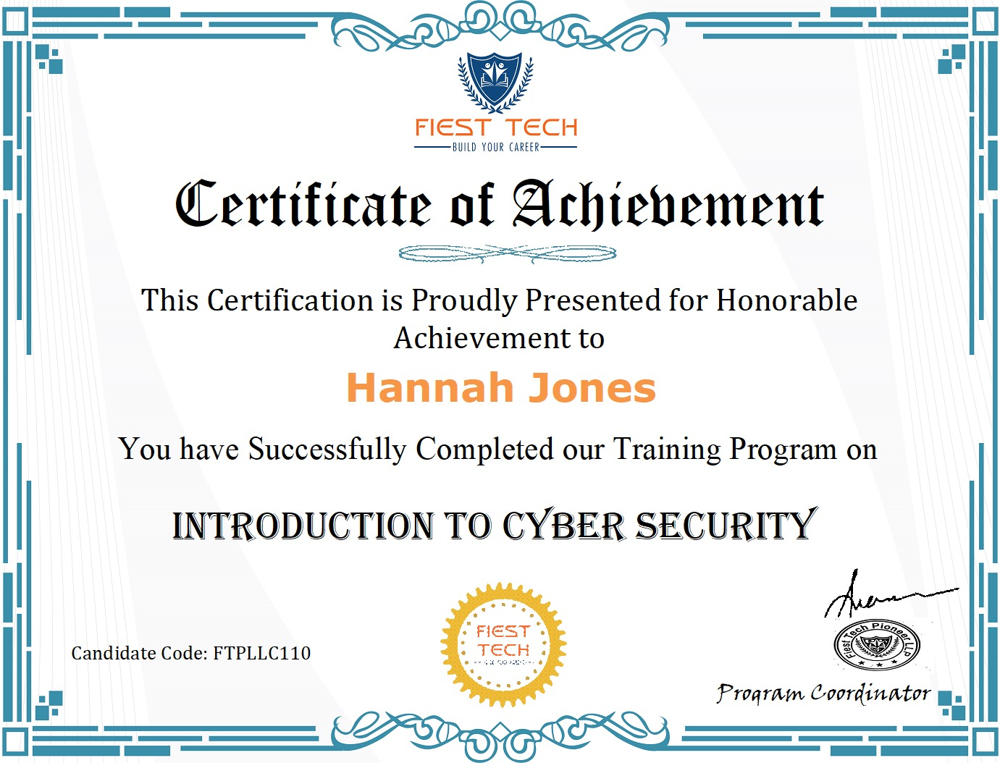 FIEST TECH
BUILD YOUR CAREER
Certificate of Achievement
This Certification is Proudly Presented for Honorable
Achievement to
Hannah Jones
You have Successfully Completed our Training Program on
INTRODUCTION TO CYBER SECURITY
FIEST
TECH
Candidate Code: FTPLLC110
Fiest Tech Pioneer LLP
Program Coordinator